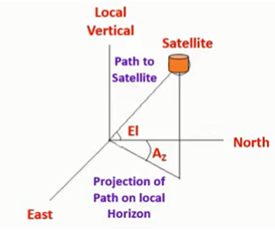 Local
Vertical
Satellite
Path to
Satellite
El
North
Az
Projection of
Path on local
Horizon
East